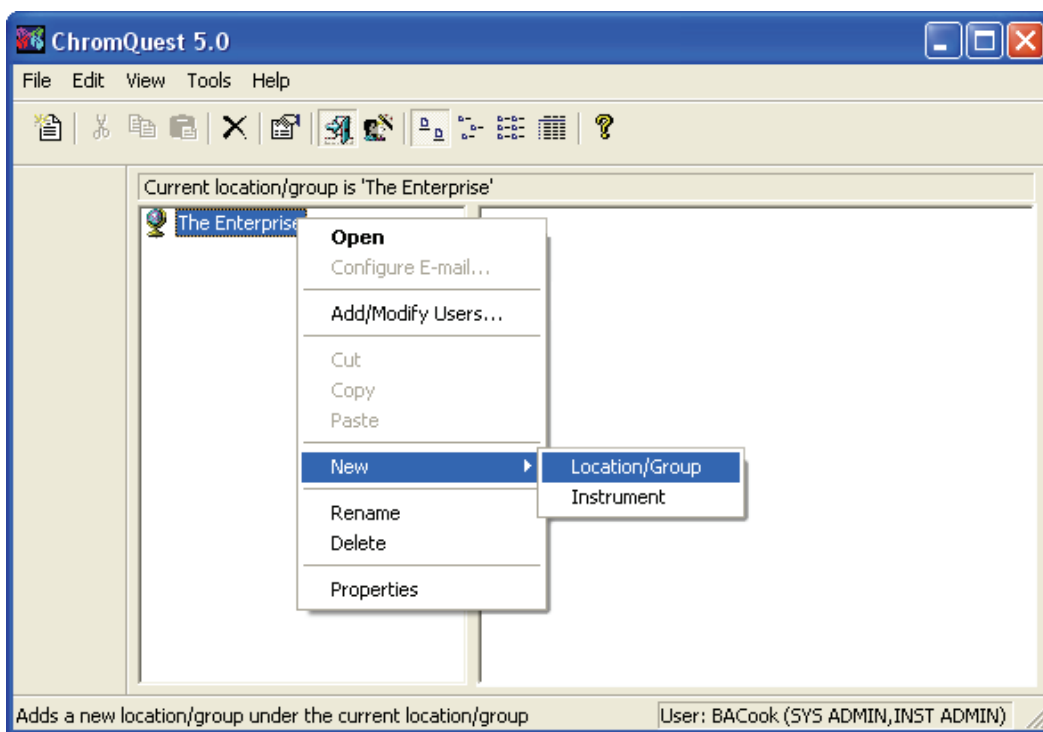 ChromQuest 5.0
File Edit View Tools Help
Current location/group is 'The Enterprise'
The Enterprise
Open
Configure E-mail...
Add/Modify Users...
Cut
Copy
Paste
New
Location/Group
Instrument
Rename
Delete
Properties
Adds a new location/group under the current location/group
User: BACook (SYS ADMIN,INST ADMIN)